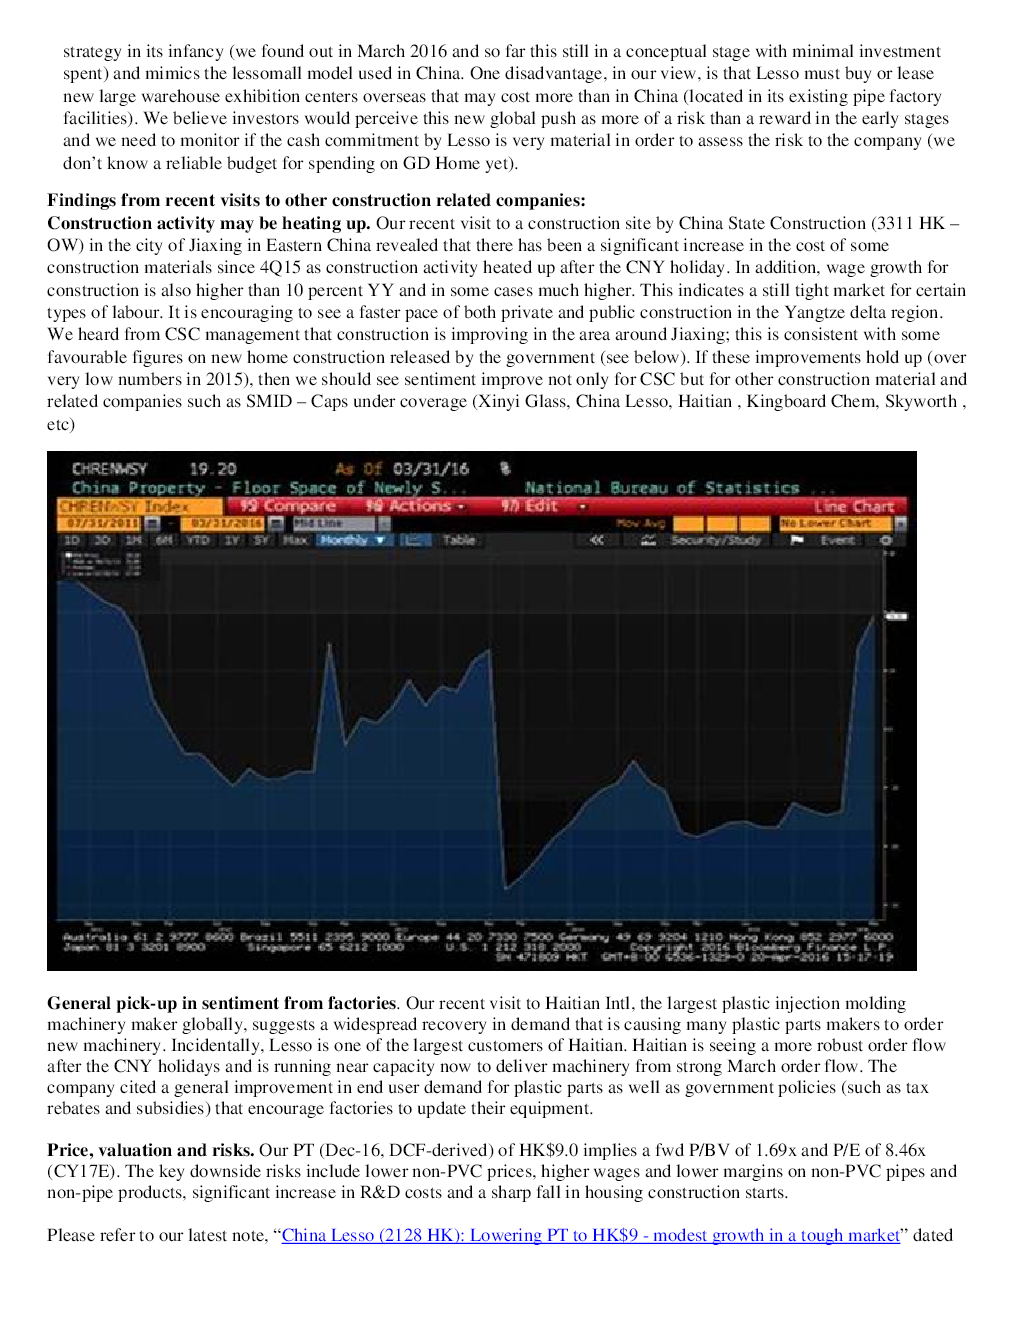 strategy in its infancy (we found out in March 2016 and so far this still in a conceptual stage with minimal investment
spent) and mimics the lessomall model used in China. One disadvantage, in our view, is that Lesso must buy or lease
new large warehouse exhibition centers overseas that may cost more than in China (located in its existing pipe factory
facilities). We believe investors would perceive this new global push as more of a risk than a reward in the early stages
and we need to monitor if the cash commitment by Lesso is very material in order to assess the risk to the company (we
don't know a reliable budget for spending on GD Home yet).
Findings from recent visits to other construction related companies:
Construction activity may be heating up. Our recent visit to a construction site by China State Construction (3311 HK –
OW) in the city of Jiaxing in Eastern China revealed that there has been a significant increase in the cost of some
construction materials since 4Q15 as construction activity heated up after the CNY holiday. In addition, wage growth for
construction is also higher than 10 percent YY and in some cases much higher. This indicates a still tight market for certain
types of labour. It is encouraging to see a faster pace of both private and public construction in the Yangtze delta region.
We heard from CSC management that construction is improving in the area around Jiaxing; this is consistent with some
favourable figures on new home construction released by the government (see below). If these improvements hold up (over
very low numbers in 2015), then we should see sentiment improve not only for CSC but for other construction material and
related companies such as SMID – Caps under coverage (Xinyi Glass, China Lesso, Haitian , Kingboard Chem, Skyworth ,
etc)
CHRENWSY 19.20 As Of 03/31/16 %
China Property - Floor Space of Newly S... National Bureau of Statistics ...
CHRENWSY Index Compare Actions 97) Edit Line Chart
07/31/2011 - 03/31/2016 Mid Line Mov Avg No Lower Chart
1D 3D 1M 6M YTD 1Y 5Y Max Monthly ▼ Table « Security/Study Event
Australia 61 2 9777 8600 Brazil 5511 2395 9000 Europe 44 20 7330 7500 Germany 49 69 9204 1210 Hong Kong 852 2977 6000
Japan 81 3 3201 8900 Singapore 65 6212 1000 U.S. 1 212 318 2000 Copyright 2016 Bloomberg Finance L.P.
SN 471809 HKT GMT+8:00 G536-1329-0 20-Apr-2016 15:17:19
General pick-up in sentiment from factories. Our recent visit to Haitian Intl, the largest plastic injection molding
machinery maker globally, suggests a widespread recovery in demand that is causing many plastic parts makers to order
new machinery. Incidentally, Lesso is one of the largest customers of Haitian. Haitian is seeing a more robust order flow
after the CNY holidays and is running near capacity now to deliver machinery from strong March order flow. The
company cited a general improvement in end user demand for plastic parts as well as government policies (such as tax
rebates and subsidies) that encourage factories to update their equipment.
Price, valuation and risks. Our PT (Dec-16, DCF-derived) of HK$9.0 implies a fwd P/BV of 1.69x and P/E of 8.46x
(CY17E). The key downside risks include lower non-PVC prices, higher wages and lower margins on non-PVC pipes and
non-pipe products, significant increase in R&D costs and a sharp fall in housing construction starts.
Please refer to our latest note, “China Lesso (2128 HK): Lowering PT to HK$9 - modest growth in a tough market” dated